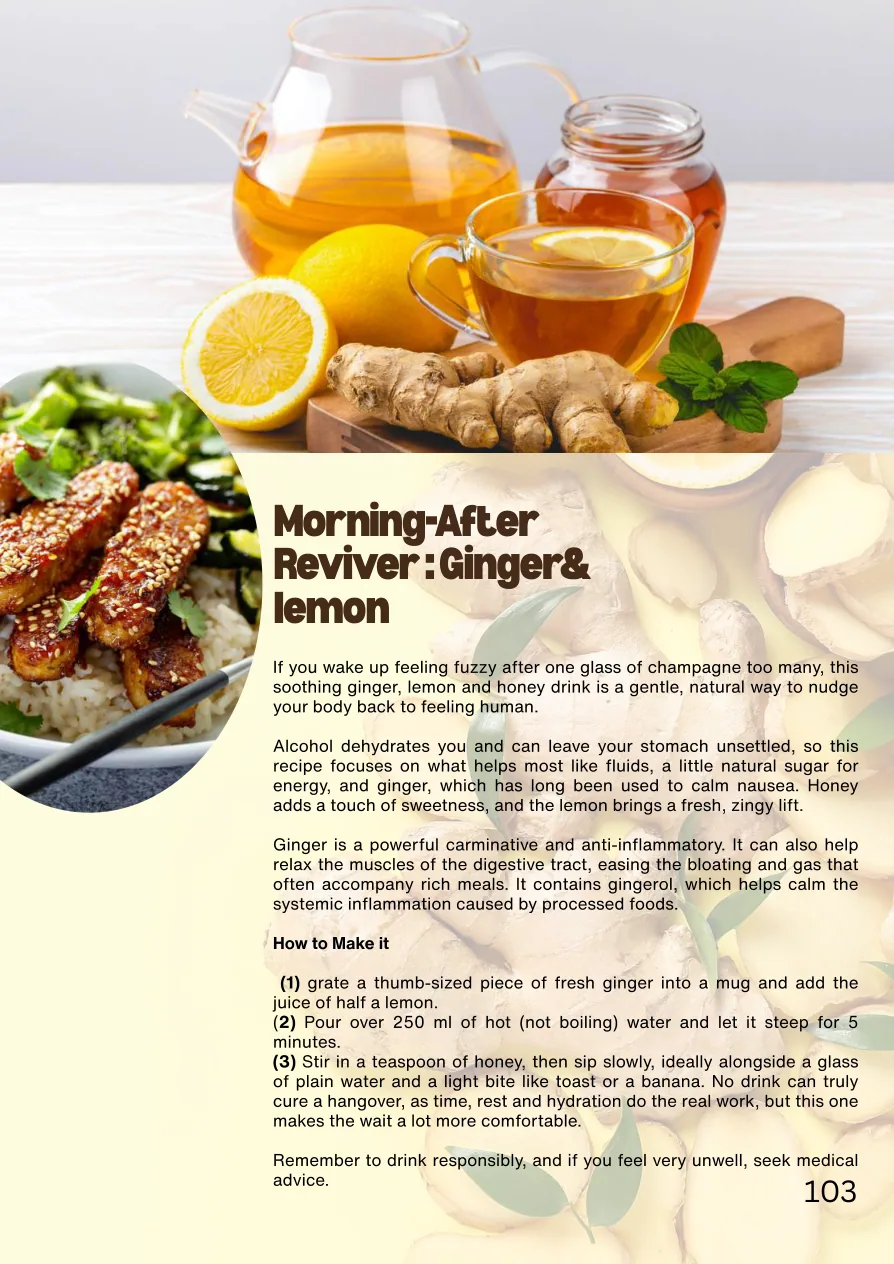 Morning-After
Reviver : Ginger&
lemon
If you wake up feeling fuzzy after one glass of champagne too many, this
soothing ginger, lemon and honey drink is a gentle, natural way to nudge
your body back to feeling human.
Alcohol dehydrates you and can leave your stomach unsettled, so this
recipe focuses on what helps most like fluids, a little natural sugar for
energy, and ginger, which has long been used to calm nausea. Honey
adds a touch of sweetness, and the lemon brings a fresh, zingy lift.
Ginger is a powerful carminative and anti-inflammatory. It can also help
relax the muscles of the digestive tract, easing the bloating and gas that
often accompany rich meals. It contains gingerol, which helps calm the
systemic inflammation caused by processed foods.
How to Make it
(1) grate a thumb-sized piece of fresh ginger into a mug and add the
juice of half a lemon.
(2) Pour over 250 ml of hot (not boiling) water and let it steep for 5
minutes.
(3) Stir in a teaspoon of honey, then sip slowly, ideally alongside a glass
of plain water and a light bite like toast or a banana. No drink can truly
cure a hangover, as time, rest and hydration do the real work, but this one
makes the wait a lot more comfortable.
Remember to drink responsibly, and if you feel very unwell, seek medical
advice.
103